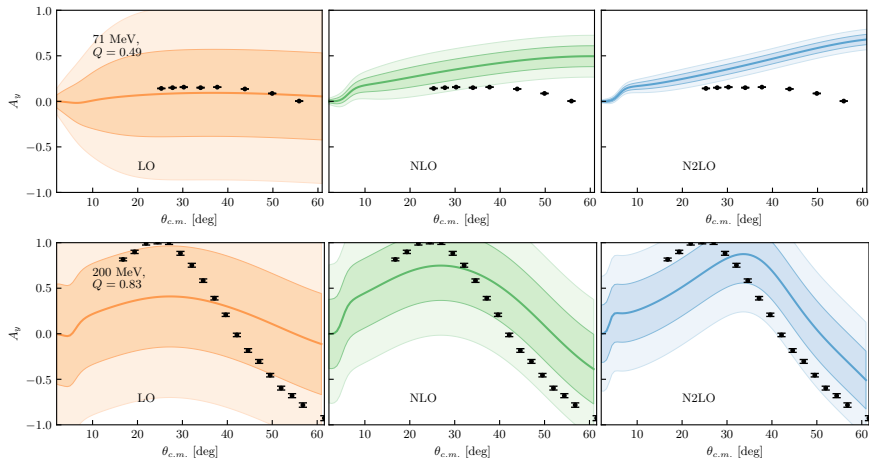 1.0
0.5
0.0
−0.5
−1.0
A_y
71 MeV,
Q = 0.49
LO
NLO
N2LO
10 20 30 40 50 60
10 20 30 40 50 60
10 20 30 40 50 60
θ_c.m. [deg]
θ_c.m. [deg]
θ_c.m. [deg]
1.0
0.5
0.0
−0.5
−1.0
A_y
200 MeV,
Q = 0.83
LO
NLO
N2LO
10 20 30 40 50 60
10 20 30 40 50 60
10 20 30 40 50 60
θ_c.m. [deg]
θ_c.m. [deg]
θ_c.m. [deg]